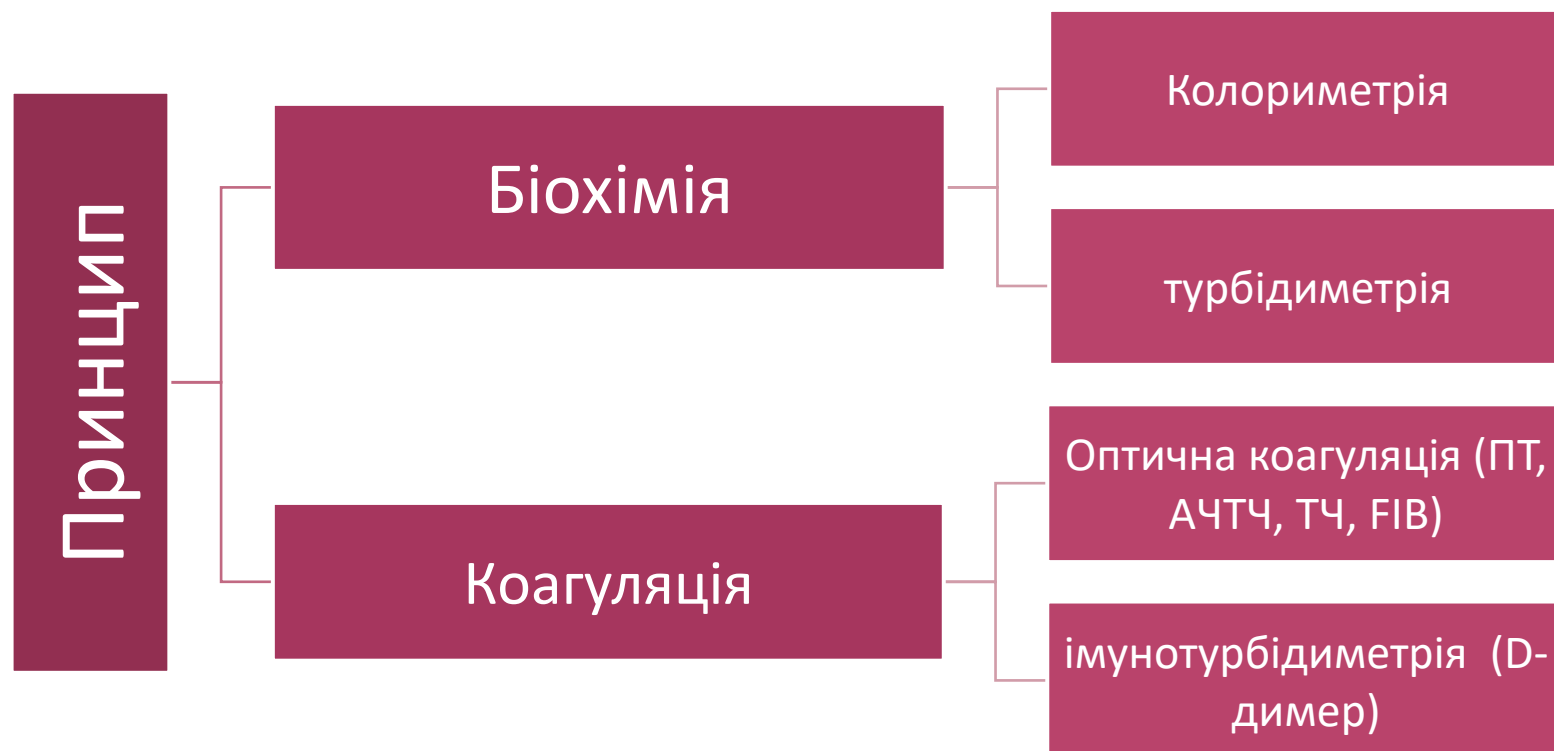 Принцип
Біохімія
Колориметрія
турбідиметрія
Коагуляція
Оптична коагуляція (ПТ,
АЧТЧ, ТЧ, FIB)
імунотурбідиметрія (D-
димер)